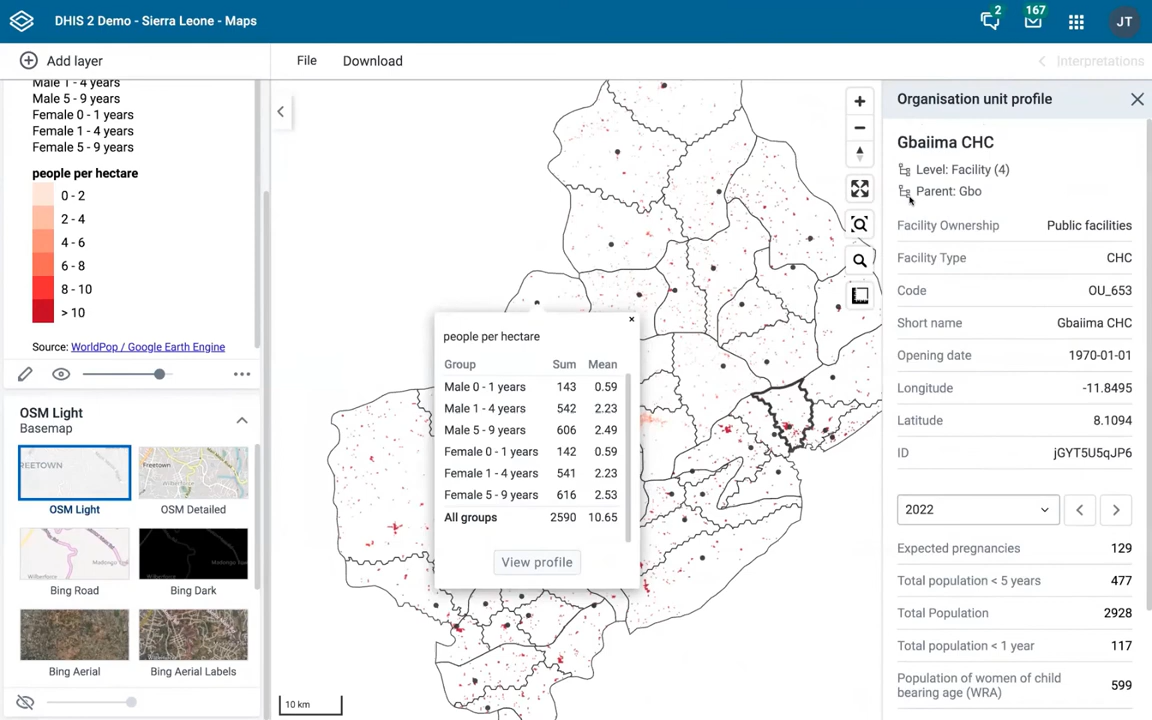 DHIS 2 Demo - Sierra Leone - Maps
2
167
JT
Add layer
File
Download
Interpretations
Male 1 - 4 years
Male 5 - 9 years
Female 0 - 1 years
Female 1 - 4 years
Female 5 - 9 years
people per hectare
0 - 2
2 - 4
4 - 6
6 - 8
8 - 10
> 10
Source: WorldPop / Google Earth Engine
OSM Light
Basemap
REETOWN
Freetown
OSM Light
OSM Detailed
Wilberforce
Bing Road
Bing Dark
Bing Aerial
Bing Aerial Labels
people per hectare
Group Sum Mean
Male 0 - 1 years 143 0.59
Male 1 - 4 years 542 2.23
Male 5 - 9 years 606 2.49
Female 0 - 1 years 142 0.59
Female 1 - 4 years 541 2.23
Female 5 - 9 years 616 2.53
All groups 2590 10.65
View profile
10 km
Organisation unit profile
Gbaiima CHC
Level: Facility (4)
Parent: Gbo
Facility Ownership Public facilities
Facility Type CHC
Code OU_653
Short name Gbaiima CHC
Opening date 1970-01-01
Longitude -11.8495
Latitude 8.1094
ID jGYT5U5qJP6
2022
Expected pregnancies 129
Total population < 5 years 477
Total Population 2928
Total population < 1 year 117
Population of women of child
bearing age (WRA) 599